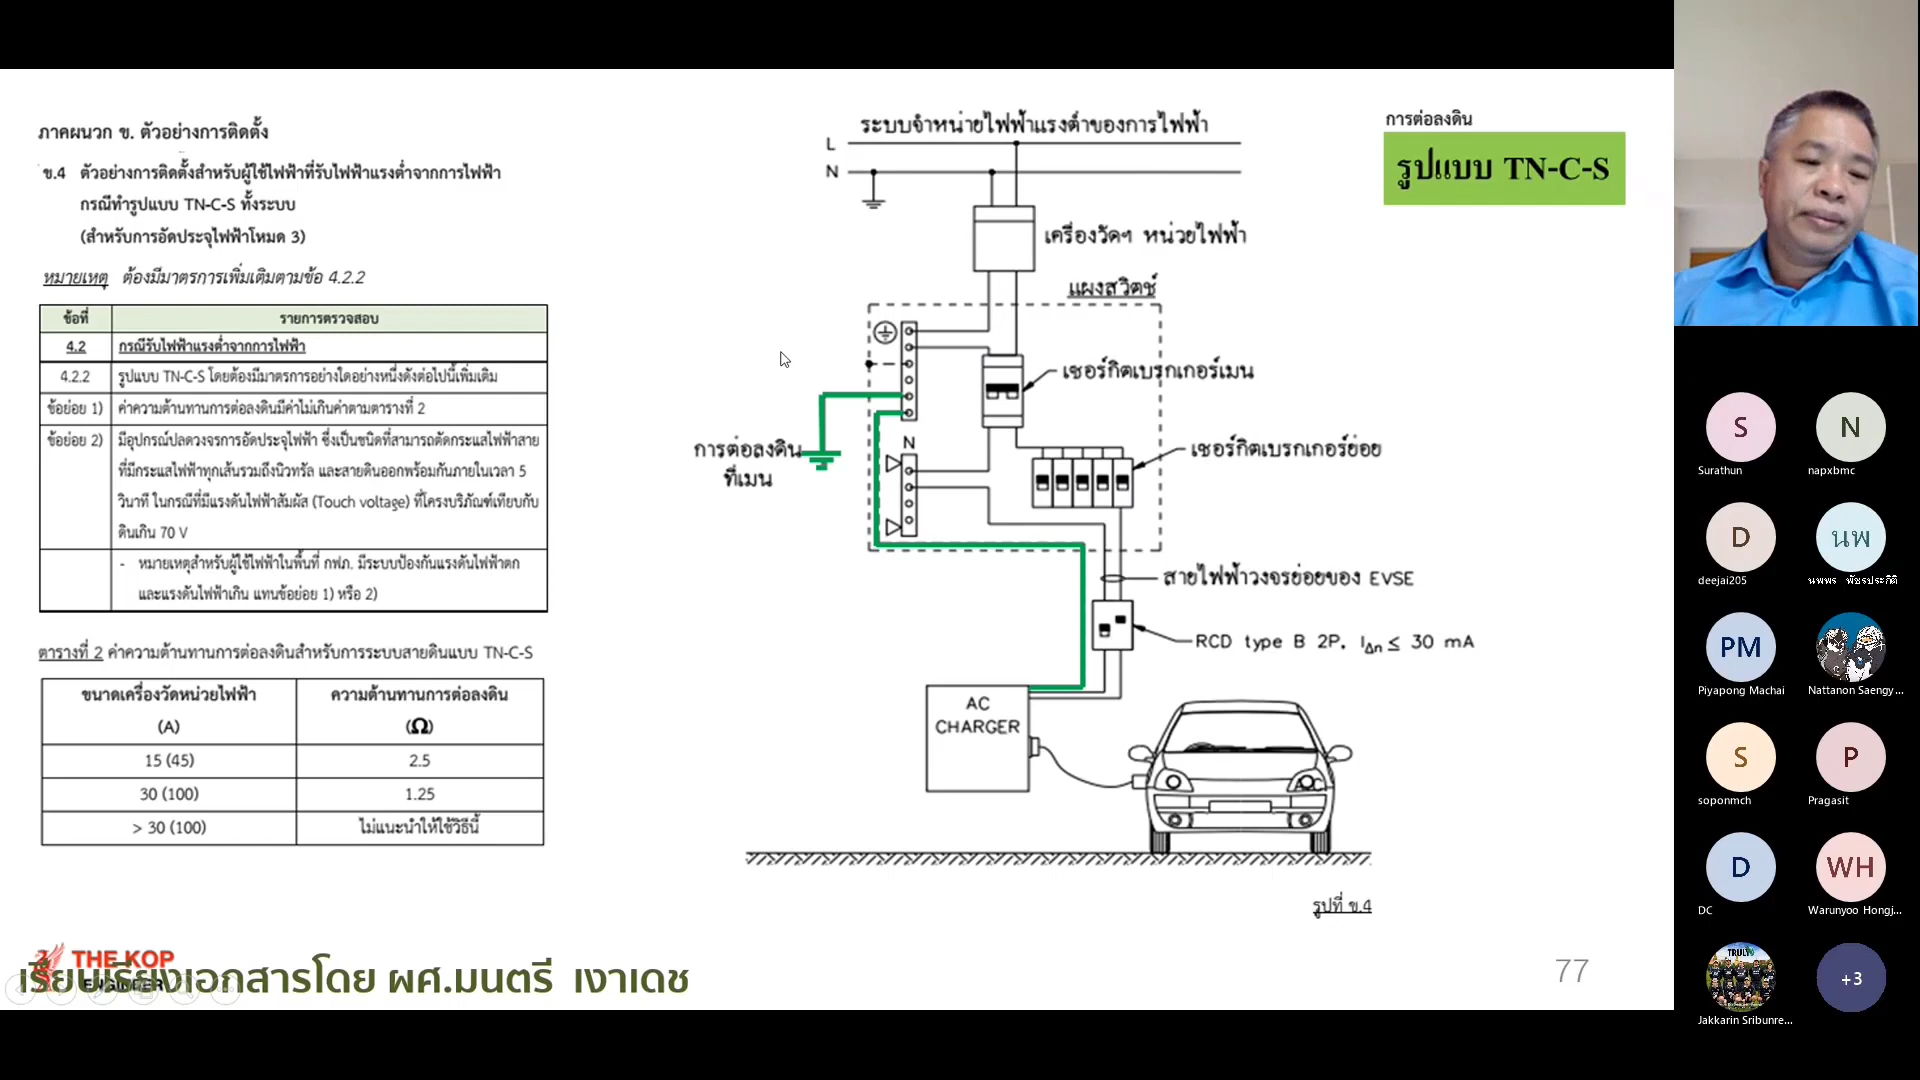 ภาคผนวก ข. ตัวอย่างการติดตั้ง
ข.4 ตัวอย่างการติดตั้งสำหรับผู้ใช้ไฟฟ้าที่รับไฟฟ้าแรงต่ำจากการไฟฟ้า
กรณีทำรูปแบบ TN-C-S ทั้งระบบ
(สำหรับการอัดประจุไฟฟ้าโหมด 3)
หมายเหตุ ต้องมีมาตรการเพิ่มเติมตามข้อ 4.2.2
ข้อที่ รายการตรวจสอบ
4.2 กรณีรับไฟฟ้าแรงต่ำจากการไฟฟ้า
4.2.2 รูปแบบ TN-C-S โดยต้องมีมาตรการอย่างใดอย่างหนึ่งดังต่อไปนี้เพิ่มเติม
ข้อย่อย 1) ค่าความต้านทานการต่อลงดินมีค่าไม่เกินค่าตามตารางที่ 2
ข้อย่อย 2) มีอุปกรณ์ปลดวงจรการอัดประจุไฟฟ้า ซึ่งเป็นชนิดที่สามารถตัดกระแสไฟฟ้าสาย
ที่มีกระแสไฟฟ้าทุกเส้นรวมถึงนิวทรัล และสายดินออกพร้อมกันภายในเวลา 5
วินาที ในกรณีที่มีแรงดันไฟฟ้าสัมผัส (Touch voltage) ที่โครงบริภัณฑ์เทียบกับ
ดินเกิน 70 V
- หมายเหตุสำหรับผู้ใช้ไฟฟ้าในพื้นที่ กฟภ. มีระบบป้องกันแรงดันไฟฟ้าตก
และแรงดันไฟฟ้าเกิน แทนข้อย่อย 1) หรือ 2)
ตารางที่ 2 ค่าความต้านทานการต่อลงดินสำหรับการระบบสายดินแบบ TN-C-S
ขนาดเครื่องวัดหน่วยไฟฟ้า ความต้านทานการต่อลงดิน
(A) (Ω)
15 (45) 2.5
30 (100) 1.25
> 30 (100) ไม่แนะนำให้ใช้วิธีนี้
ระบบจำหน่ายไฟฟ้าแรงต่ำของการไฟฟ้า
L
N
เครื่องวัดฯ หน่วยไฟฟ้า
แผงสวิตช์
เซอร์กิตเบรกเกอร์เมน
การต่อลงดิน
ที่เมน
N
เซอร์กิตเบรกเกอร์ย่อย
สายไฟฟ้าวงจรย่อยของ EVSE
RCD type B 2P. IΔn ≤ 30 mA
AC
CHARGER
รูปที่ ข.4
การต่อลงดิน
รูปแบบ TN-C-S
THE KOP
ENGINEER
เรียบเรียงเอกสารโดย ผศ.มนตรี เงาเดช
77
S
Surathun
N
napxbmc
D
deejai205
นพ
นพพร พัชรประกิติ
PM
Piyapong Machai
Nattanon Saengy...
S
soponmch
P
Pragasit
D
DC
WH
Warunyoo Hongj...
TRULY
Jakkarin Sribunre...
+3